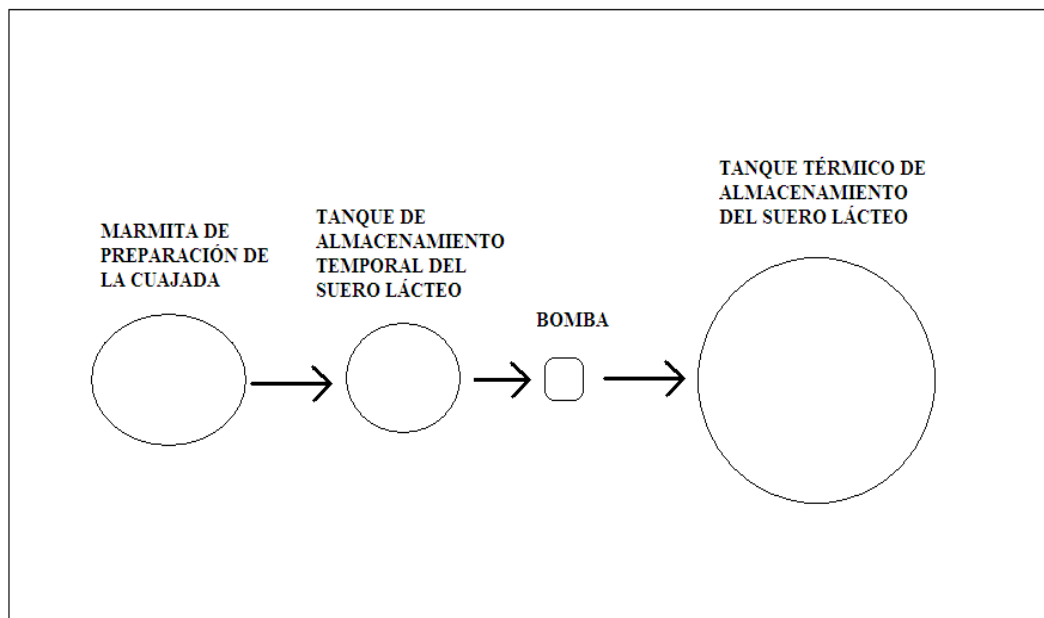 MARMITA DE
PREPARACIÓN DE
LA CUAJADA
TANQUE DE
ALMACENAMIENTO
TEMPORAL DEL
SUERO LÁCTEO
BOMBA
TANQUE TÉRMICO DE
ALMACENAMIENTO
DEL SUERO LÁCTEO